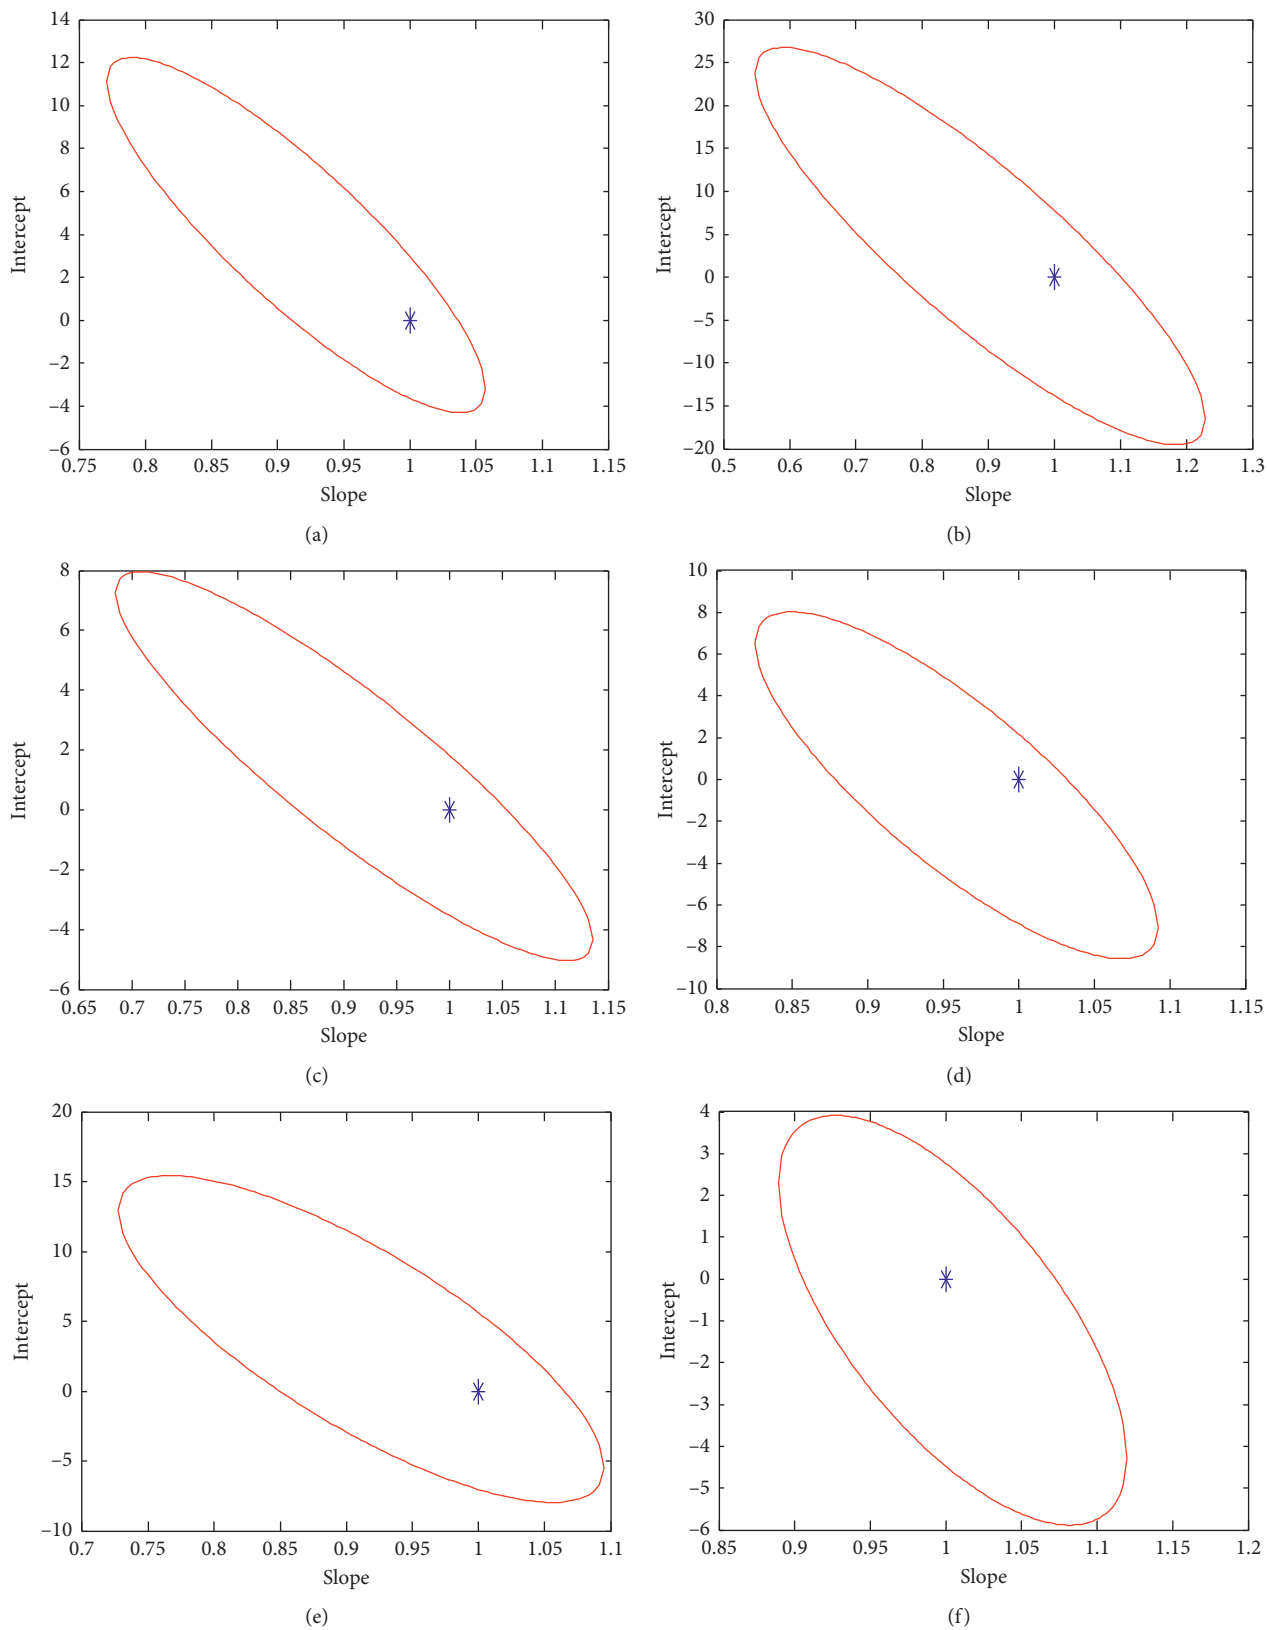 14
12
10
8
6
4
2
0
−2
−4
−6
0.75 0.8 0.85 0.9 0.95 1 1.05 1.1 1.15
Intercept
Slope
(a)
30
25
20
15
10
5
0
−5
−10
−15
−20
0.5 0.6 0.7 0.8 0.9 1 1.1 1.2 1.3
Intercept
Slope
(b)
8
6
4
2
0
−2
−4
−6
0.65 0.7 0.75 0.8 0.85 0.9 0.95 1 1.05 1.1 1.15
Intercept
Slope
(c)
10
8
6
4
2
0
−2
−4
−6
−8
−10
0.8 0.85 0.9 0.95 1 1.05 1.1 1.15
Intercept
Slope
(d)
20
15
10
5
0
−5
−10
0.7 0.75 0.8 0.85 0.9 0.95 1 1.05 1.1
Intercept
Slope
(e)
4
3
2
1
0
−1
−2
−3
−4
−5
−6
0.85 0.9 0.95 1 1.05 1.1 1.15 1.2
Intercept
Slope
(f)